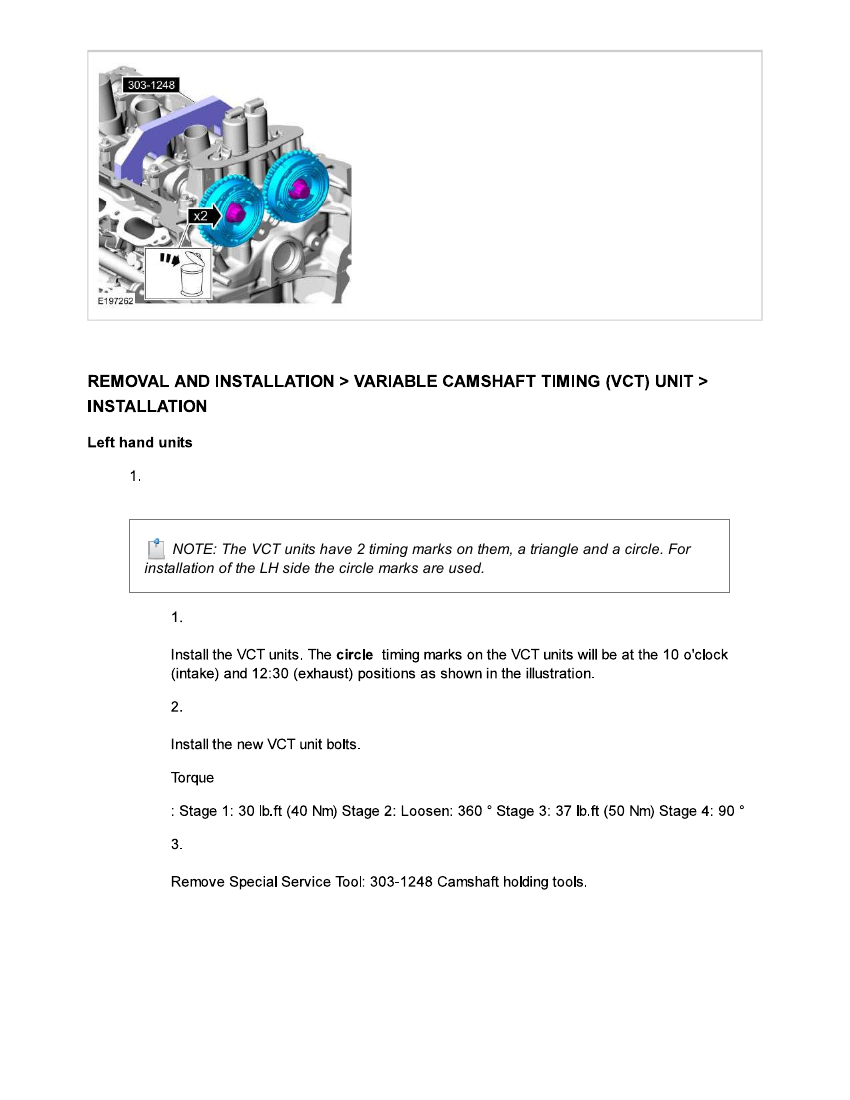 303-1248
x2
E197262
REMOVAL AND INSTALLATION > VARIABLE CAMSHAFT TIMING (VCT) UNIT >
INSTALLATION
Left hand units
1.
NOTE: The VCT units have 2 timing marks on them, a triangle and a circle. For
installation of the LH side the circle marks are used.
1.
Install the VCT units. The circle timing marks on the VCT units will be at the 10 o'clock
(intake) and 12:30 (exhaust) positions as shown in the illustration.
2.
Install the new VCT unit bolts.
Torque
: Stage 1: 30 lb.ft (40 Nm) Stage 2: Loosen: 360 ° Stage 3: 37 lb.ft (50 Nm) Stage 4: 90 °
3.
Remove Special Service Tool: 303-1248 Camshaft holding tools.